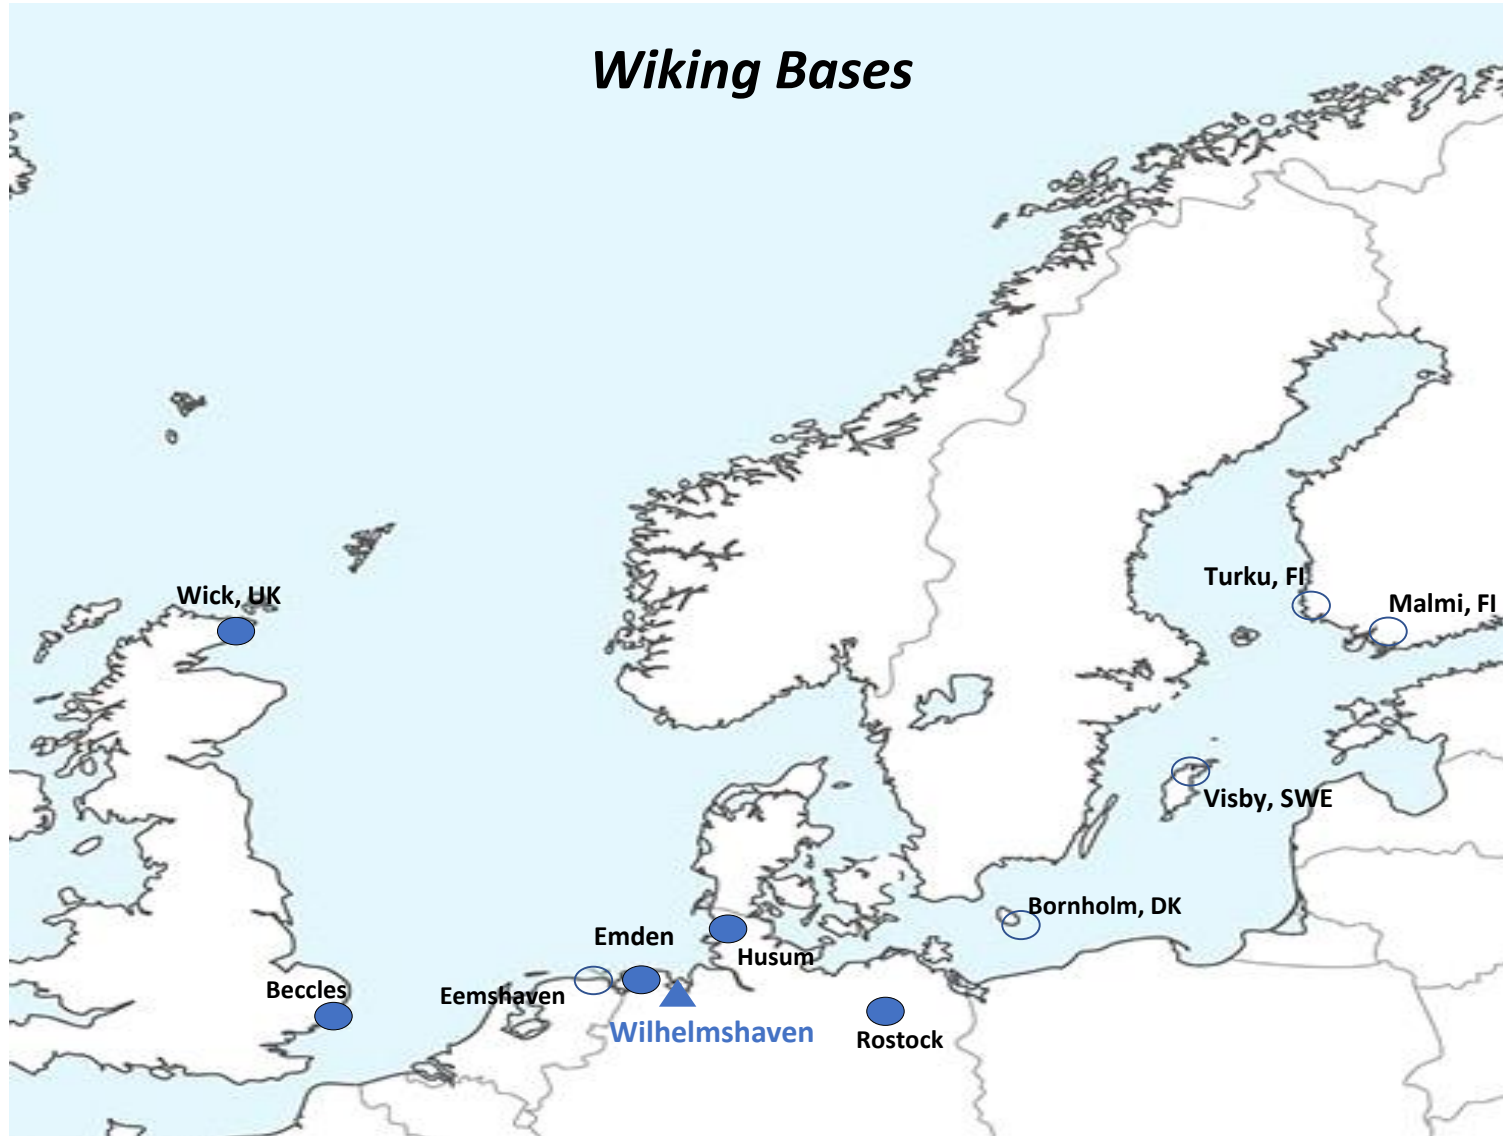 Wiking Bases
Turku, FI
Wick, UK
Malmi, FI
Visby, SWE
Bornholm, DK
Emden
Husum
Beccles
Eemshaven
Wilhelmshaven
Rostock